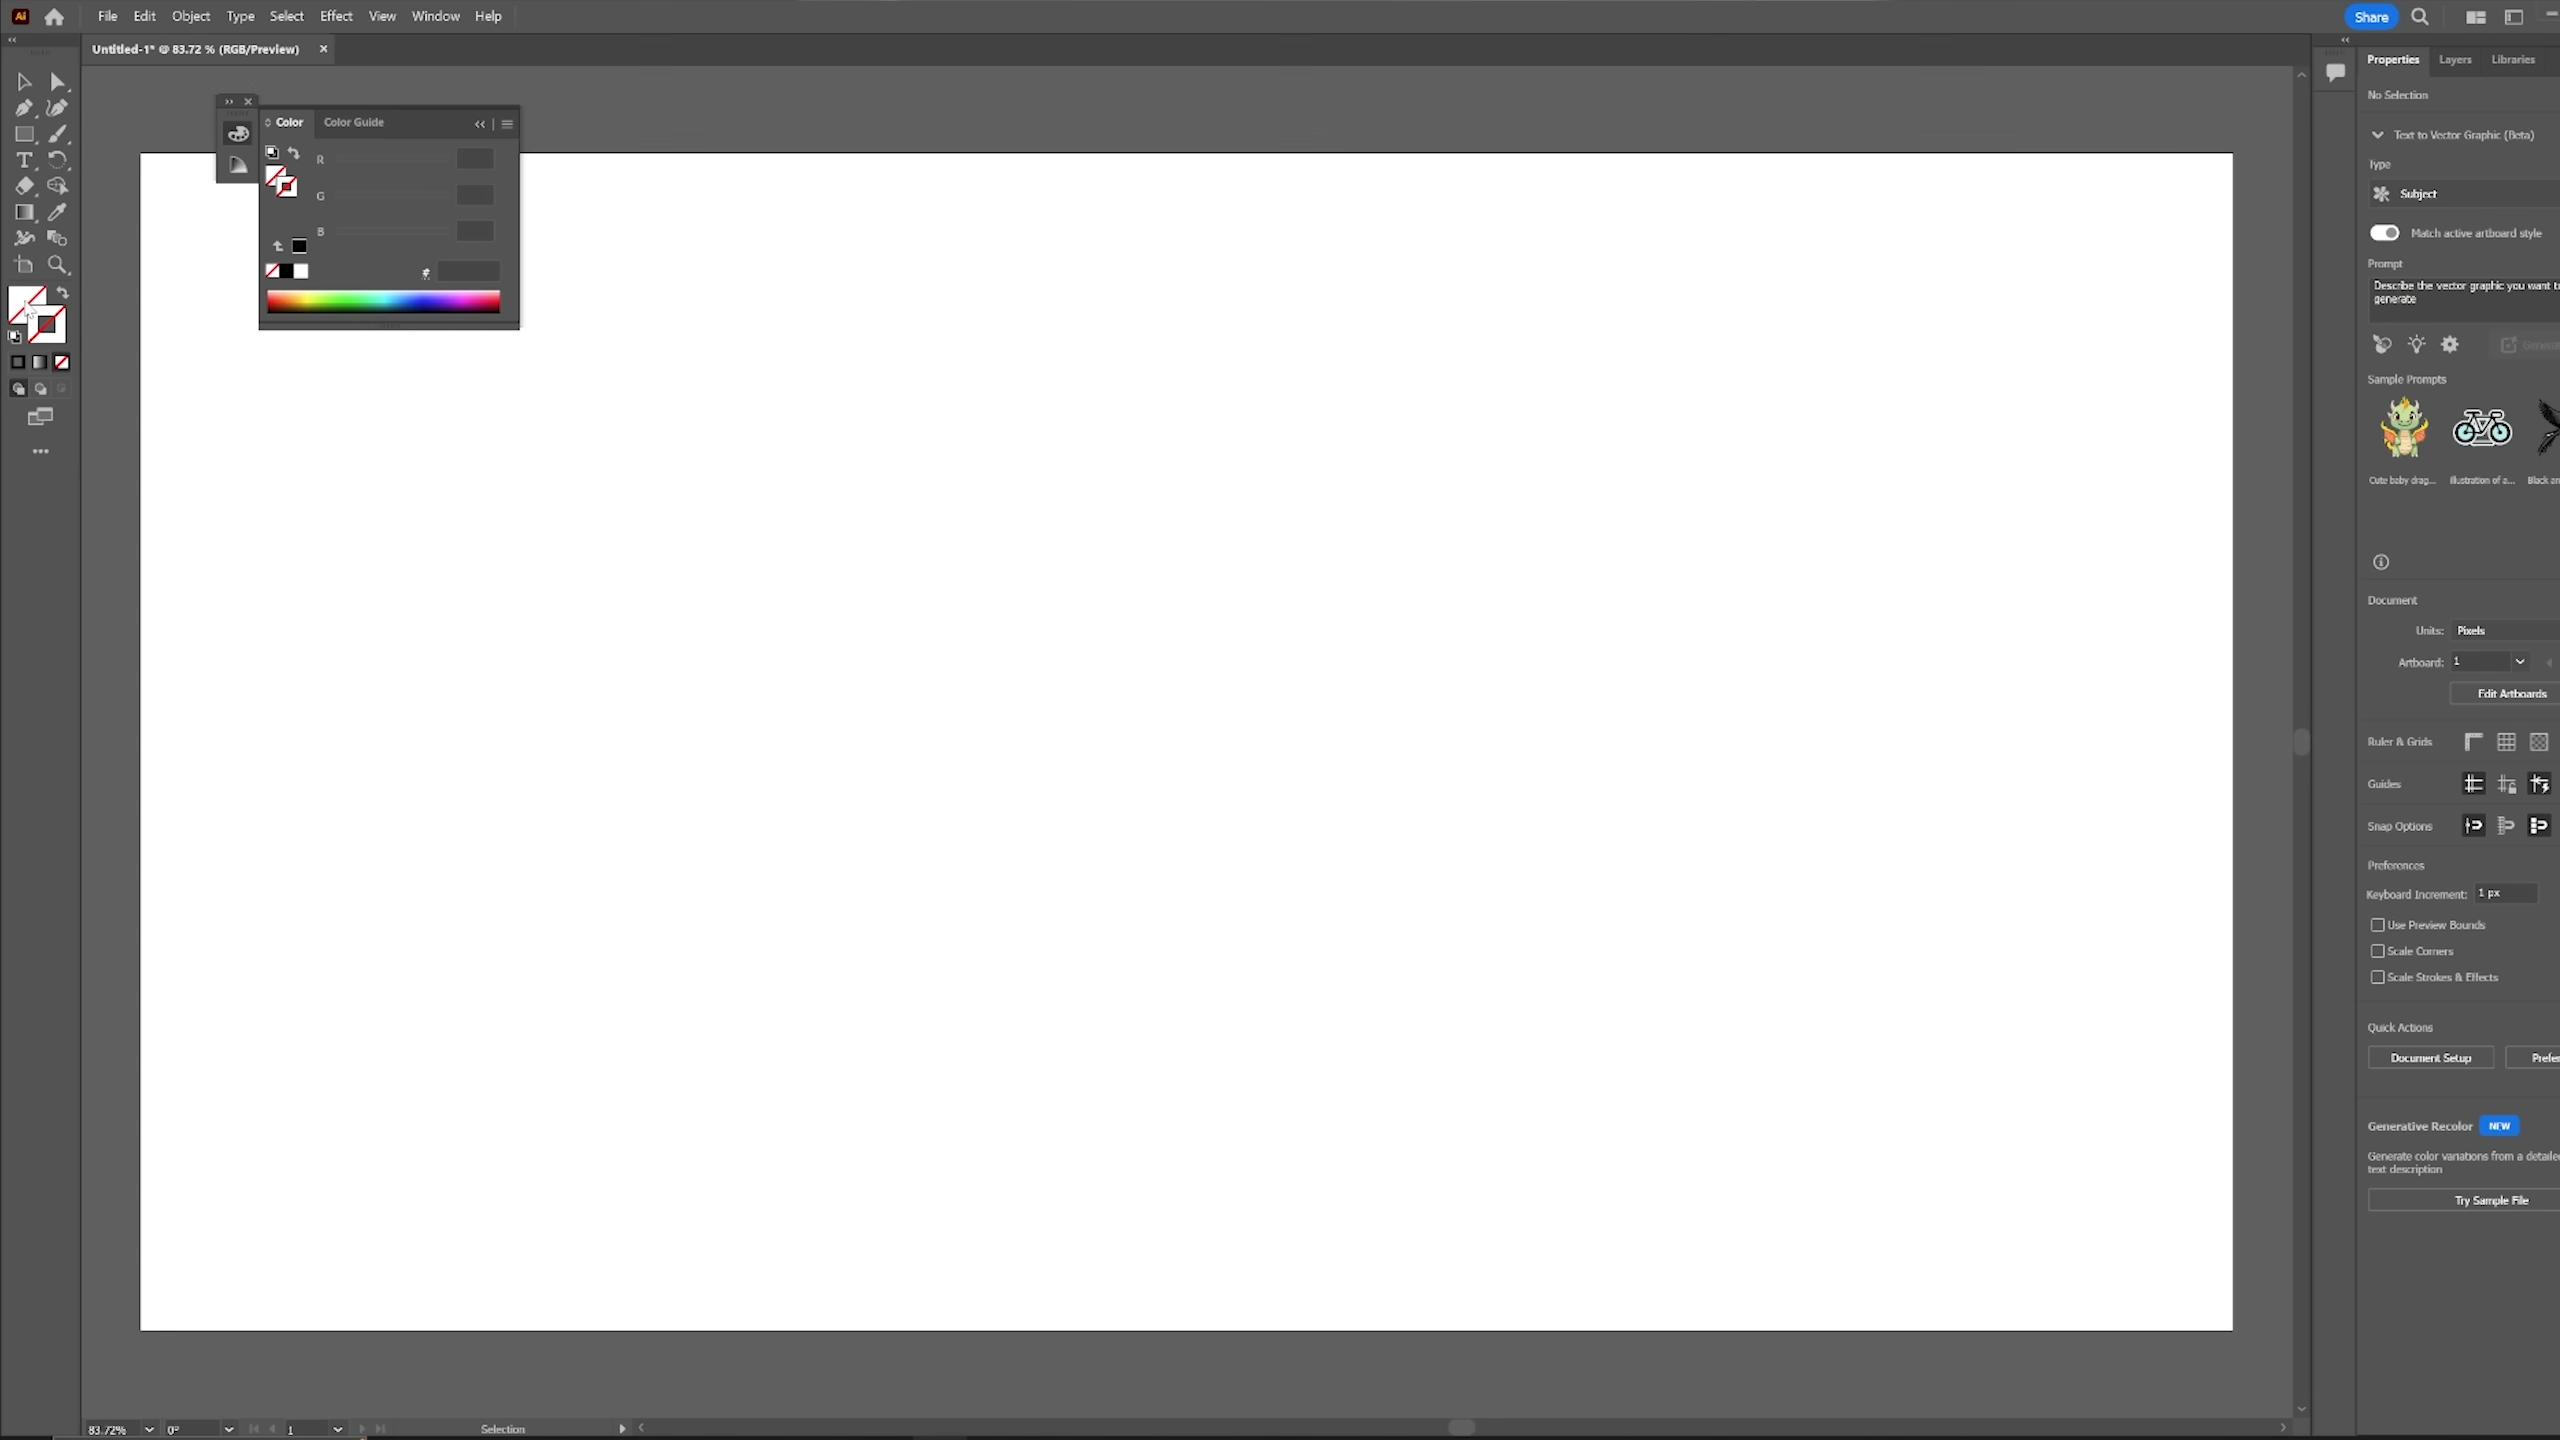 Ai File Edit Object Type Select Effect View Window Help Share
Untitled-1* @ 83.72 % (RGB/Preview)
Color Color Guide
R
G
B
#
Properties Layers Libraries
No Selection
Text to Vector Graphic (Beta)
Type
Subject
Match active artboard style
Prompt
Describe the vector graphic you want to
generate
Sample Prompts
Cute baby drag... Illustration of a... Black an
Document
Units: Pixels
Artboard: 1
Edit Artboards
Ruler & Grids
Guides
Snap Options
Preferences
Keyboard Increment: 1 px
Use Preview Bounds
Scale Corners
Scale Strokes & Effects
Quick Actions
Document Setup Prefer
Generative Recolor NEW
Generate color variations from a detailed
text description
Try Sample File
83.72% 0° 1 Selection